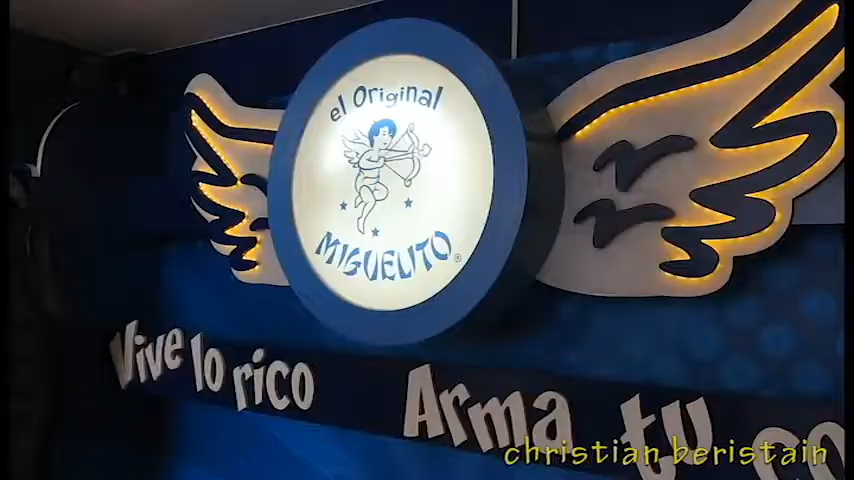 el Original
MIGUELITO®
Vive lo rico Arma tu
christian beristain